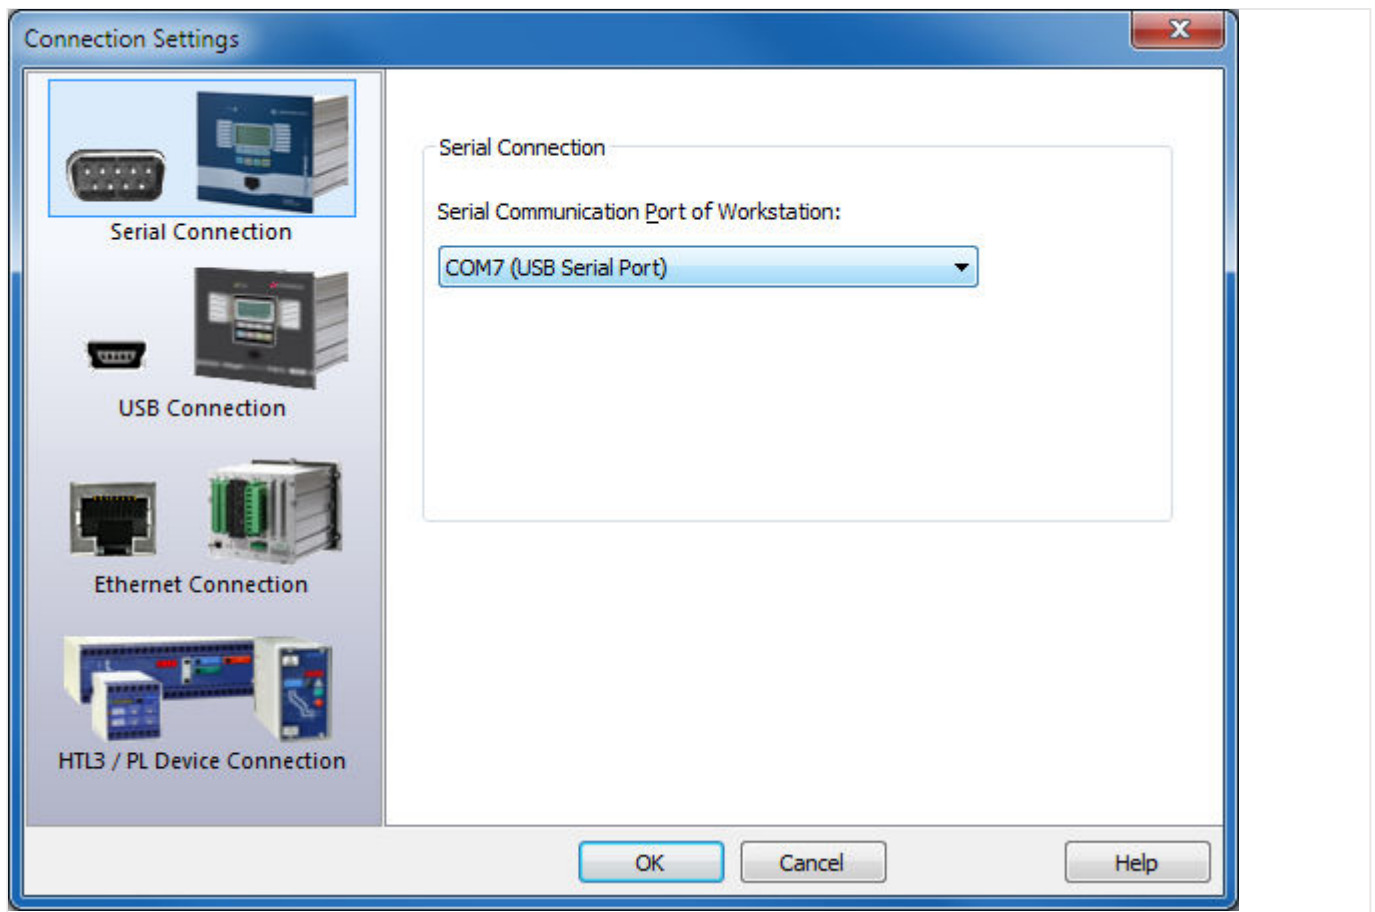 Connection Settings
Serial Connection
USB Connection
Ethernet Connection
HTL3 / PL Device Connection
Serial Connection
Serial Communication Port of Workstation:
COM7 (USB Serial Port)
OK
Cancel
Help